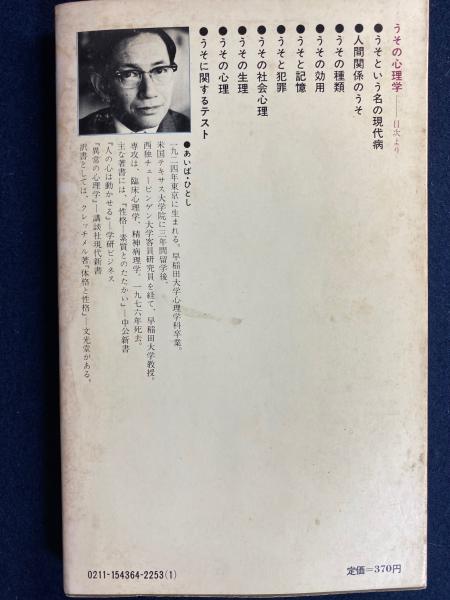 うその心理学――目次より
●うそという名の現代病
●人間関係のうそ
●うその種類
●うその効用
●うそと記憶
●うそと犯罪
●うその社会心理
●うその生理
●うその心理
●うそに関するテスト
●あいば・ひとし
一九二四年東京に生まれる。早稲田大学心理学科卒業。
米国テキサス大学院に三年間留学後、
西独チュービンゲン大学客員研究員を経て、早稲田大学教授。
専攻は、臨床心理学、精神病理学。一九七六年死去。
主な著書には、『性格―素質とのたたかい』―中公新書
『人の心は動かせる』―学研ビジネス
『異常の心理学』―講談社現代新書
訳書としては、クレッチメル著『体格と性格』―文光堂がある。
0211-154364-2253(1)
定価=370円